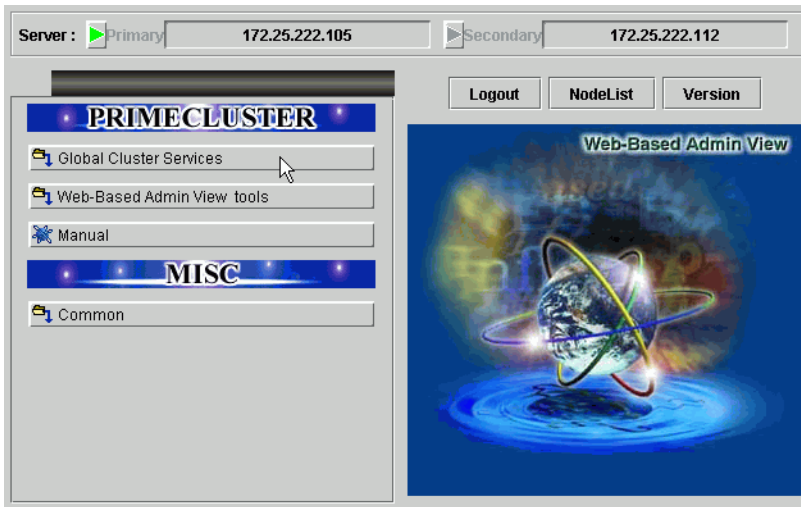 Server : Primary 172.25.222.105 Secondary 172.25.222.112
Logout NodeList Version
PRIMECLUSTER
Global Cluster Services
Web-Based Admin View tools
Manual
MISC
Common
Web-Based Admin View